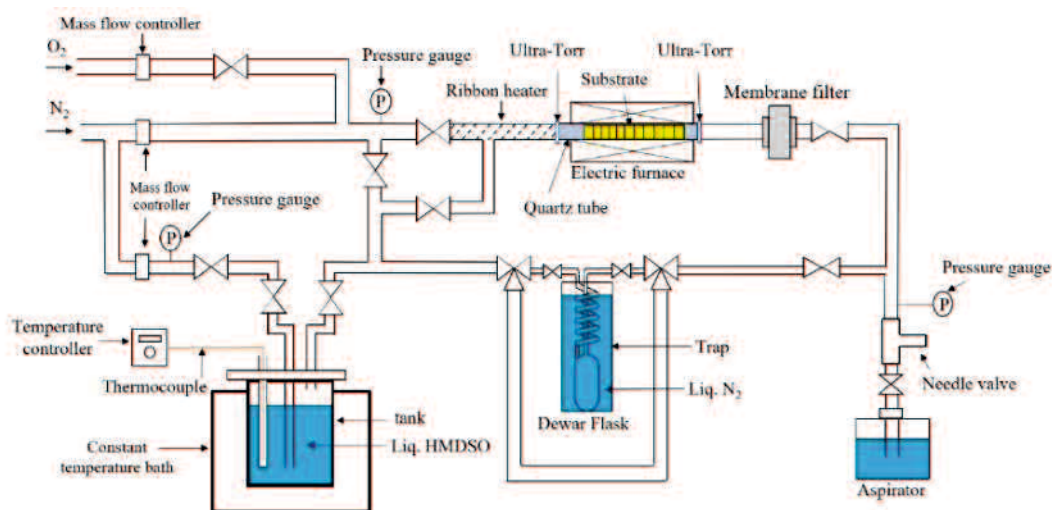 Mass flow controller
O2
Pressure gauge
Ultra-Torr
Ultra-Torr
Substrate
Ribbon heater
Membrane filter
N2
P
Electric furnace
Quartz tube
Mass flow
controller
Pressure gauge
P
Pressure gauge
P
Temperature
controller
Thermocouple
Trap
Liq. N2
Needle valve
tank
Dewar Flask
Liq. HMDSO
Constant
temperature bath
Aspirator